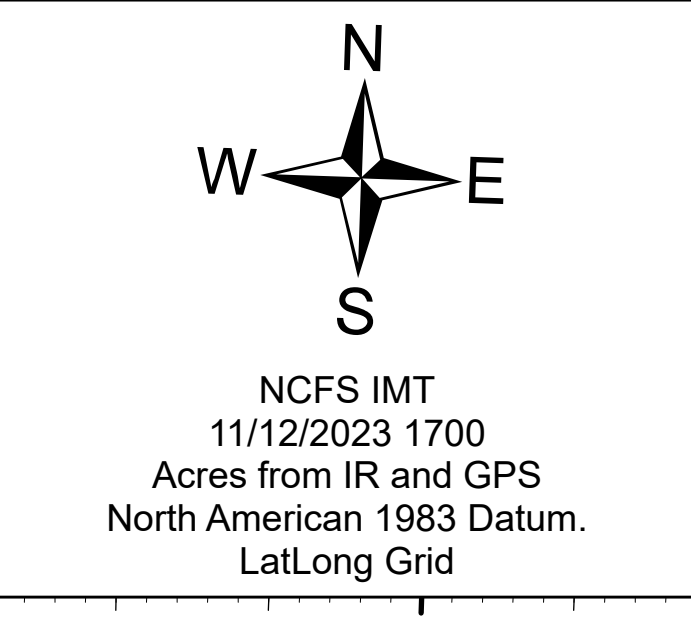 N
W E
S
NCFS IMT
11/12/2023 1700
Acres from IR and GPS
North American 1983 Datum.
LatLong Grid